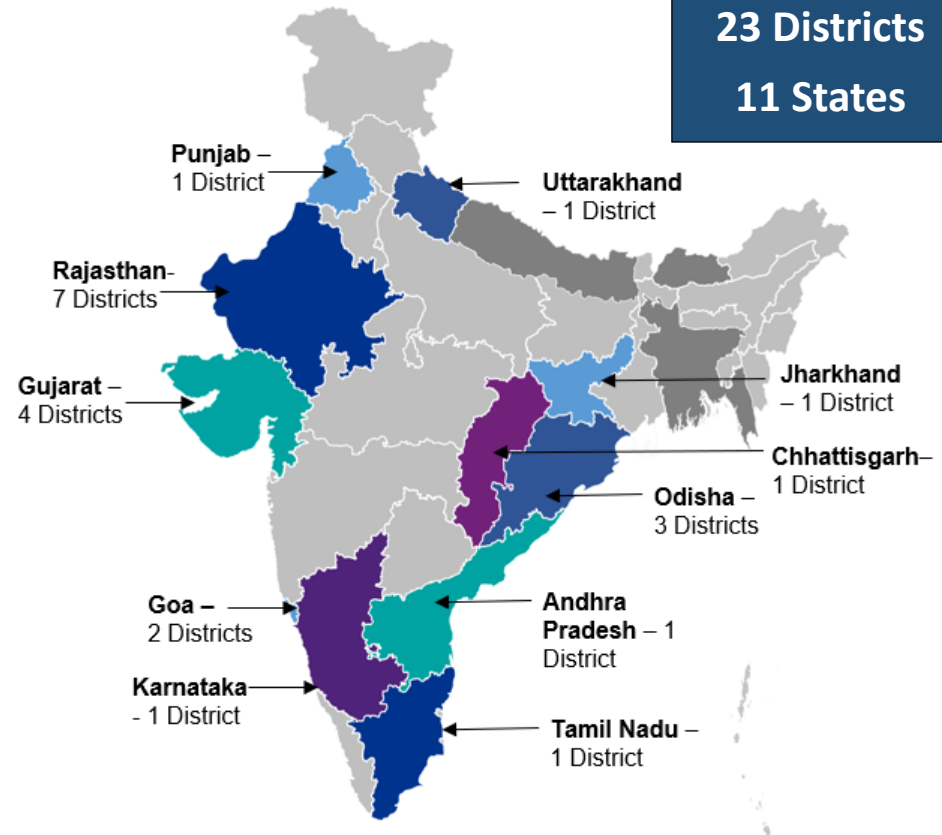 23 Districts
11 States
Punjab –
1 District
Uttarakhand
– 1 District
Rajasthan-
7 Districts
Gujarat –
4 Districts
Jharkhand
– 1 District
Chhattisgarh–
1 District
Odisha –
3 Districts
Goa –
2 Districts
Andhra
Pradesh – 1
District
Karnataka
- 1 District
Tamil Nadu –
1 District